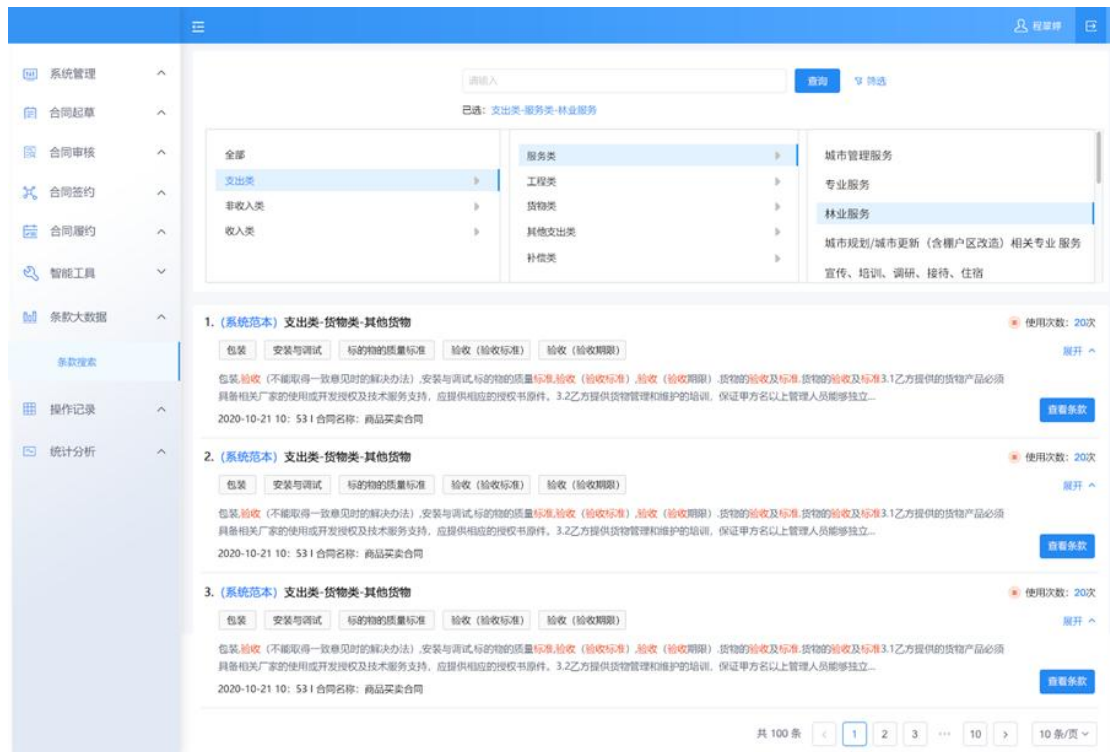 程翠婷
系统管理
合同起草
合同审核
合同签约
合同履约
智能工具
条款大数据
条款搜索
操作记录
统计分析
请输入
查询
筛选
已选：支出类-服务类-林业服务
全部
支出类
非收入类
收入类
服务类
工程类
货物类
其他支出类
补偿类
城市管理服务
专业服务
林业服务
城市规划/城市更新（含棚户区改造）相关专业 服务
宣传、培训、调研、接待、住宿
1.（系统范本）支出类-货物类-其他货物
使用次数：20次
包装 安装与调试 标的物的质量标准 验收（验收标准） 验收（验收期限）
展开
包装,验收（不能取得一致意见时的解决办法）,安装与调试,标的物的质量标准,验收（验收标准）,验收（验收期限）.货物的验收及标准.货物的验收及标准3.1乙方提供的货物产品必须
具备相关厂家的使用或开发授权及技术服务支持，应提供相应的授权书原件。3.2乙方提供货物管理和维护的培训，保证甲方名以上管理人员能够独立...
查看条款
2020-10-21 10：53 I 合同名称：商品买卖合同
2.（系统范本）支出类-货物类-其他货物
使用次数：20次
包装 安装与调试 标的物的质量标准 验收（验收标准） 验收（验收期限）
展开
包装,验收（不能取得一致意见时的解决办法）,安装与调试,标的物的质量标准,验收（验收标准）,验收（验收期限）.货物的验收及标准.货物的验收及标准3.1乙方提供的货物产品必须
具备相关厂家的使用或开发授权及技术服务支持，应提供相应的授权书原件。3.2乙方提供货物管理和维护的培训，保证甲方名以上管理人员能够独立...
查看条款
2020-10-21 10：53 I 合同名称：商品买卖合同
3.（系统范本）支出类-货物类-其他货物
使用次数：20次
包装 安装与调试 标的物的质量标准 验收（验收标准） 验收（验收期限）
展开
包装,验收（不能取得一致意见时的解决办法）,安装与调试,标的物的质量标准,验收（验收标准）,验收（验收期限）.货物的验收及标准.货物的验收及标准3.1乙方提供的货物产品必须
具备相关厂家的使用或开发授权及技术服务支持，应提供相应的授权书原件。3.2乙方提供货物管理和维护的培训，保证甲方名以上管理人员能够独立...
查看条款
2020-10-21 10：53 I 合同名称：商品买卖合同
共 100 条 < 1 2 3 ··· 10 > 10 条/页